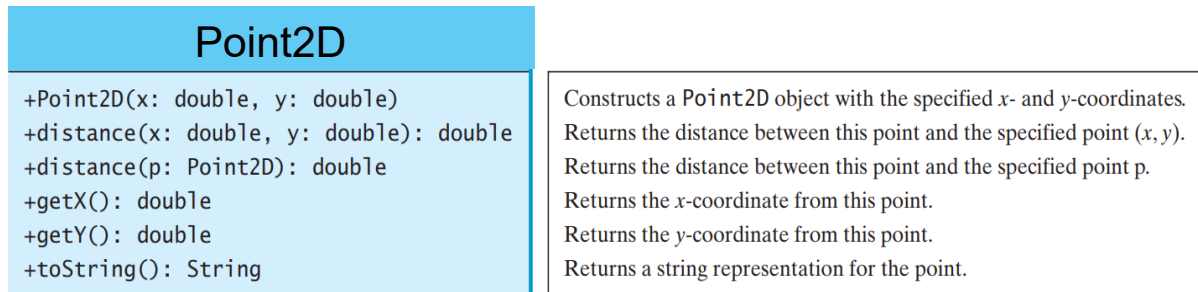 Point2D
+Point2D(x: double, y: double)
Constructs a Point2D object with the specified x- and y-coordinates.
+distance(x: double, y: double): double
Returns the distance between this point and the specified point (x, y).
+distance(p: Point2D): double
Returns the distance between this point and the specified point p.
+getX(): double
Returns the x-coordinate from this point.
+getY(): double
Returns the y-coordinate from this point.
+toString(): String
Returns a string representation for the point.